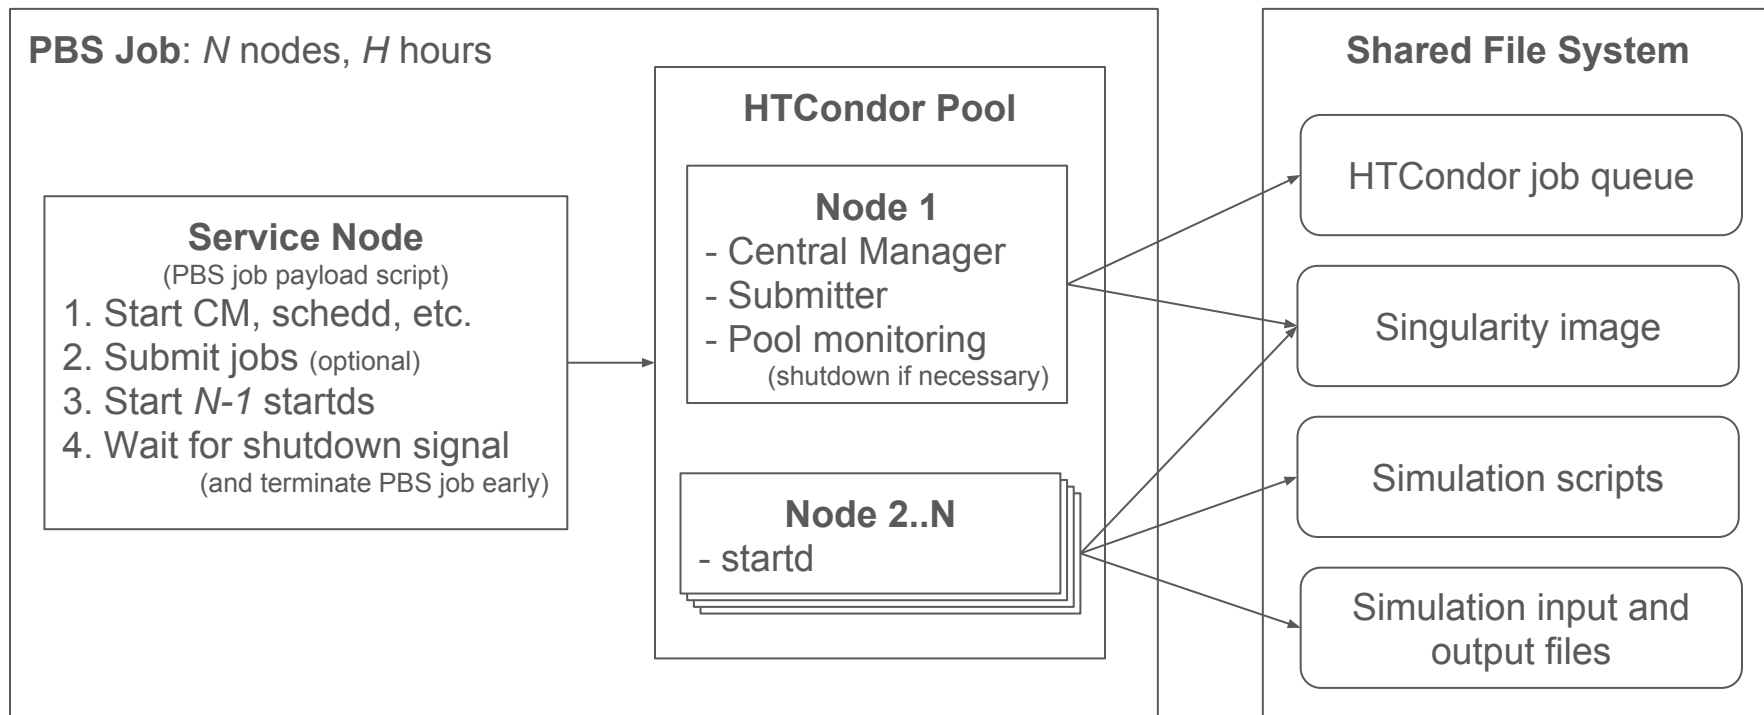 PBS Job: N nodes, H hours
Service Node
(PBS job payload script)
1. Start CM, schedd, etc.
2. Submit jobs (optional)
3. Start N-1 startds
4. Wait for shutdown signal
(and terminate PBS job early)
HTCondor Pool
Node 1
- Central Manager
- Submitter
- Pool monitoring
(shutdown if necessary)
Node 2..N
- startd
Shared File System
HTCondor job queue
Singularity image
Simulation scripts
Simulation input and
output files